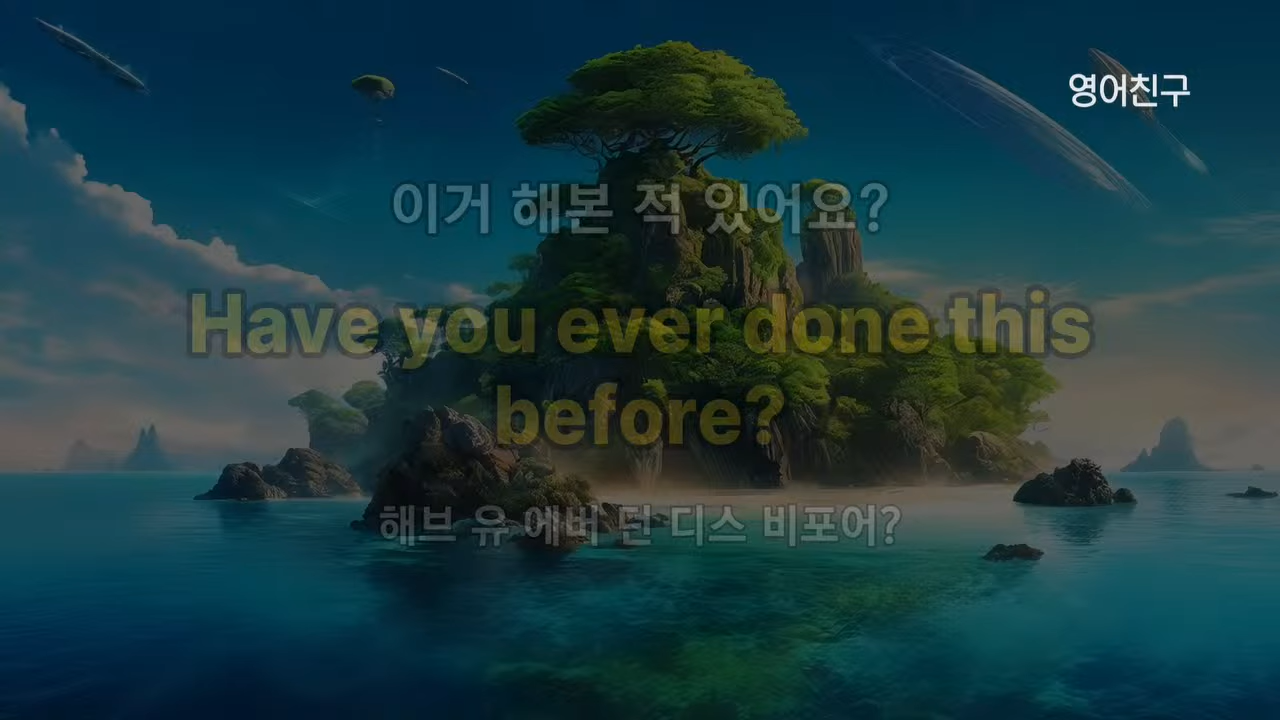 영어친구
이거 해본 적 있어요?
Have you ever done this
before?
해브 유 에버 던 디스 비포어?